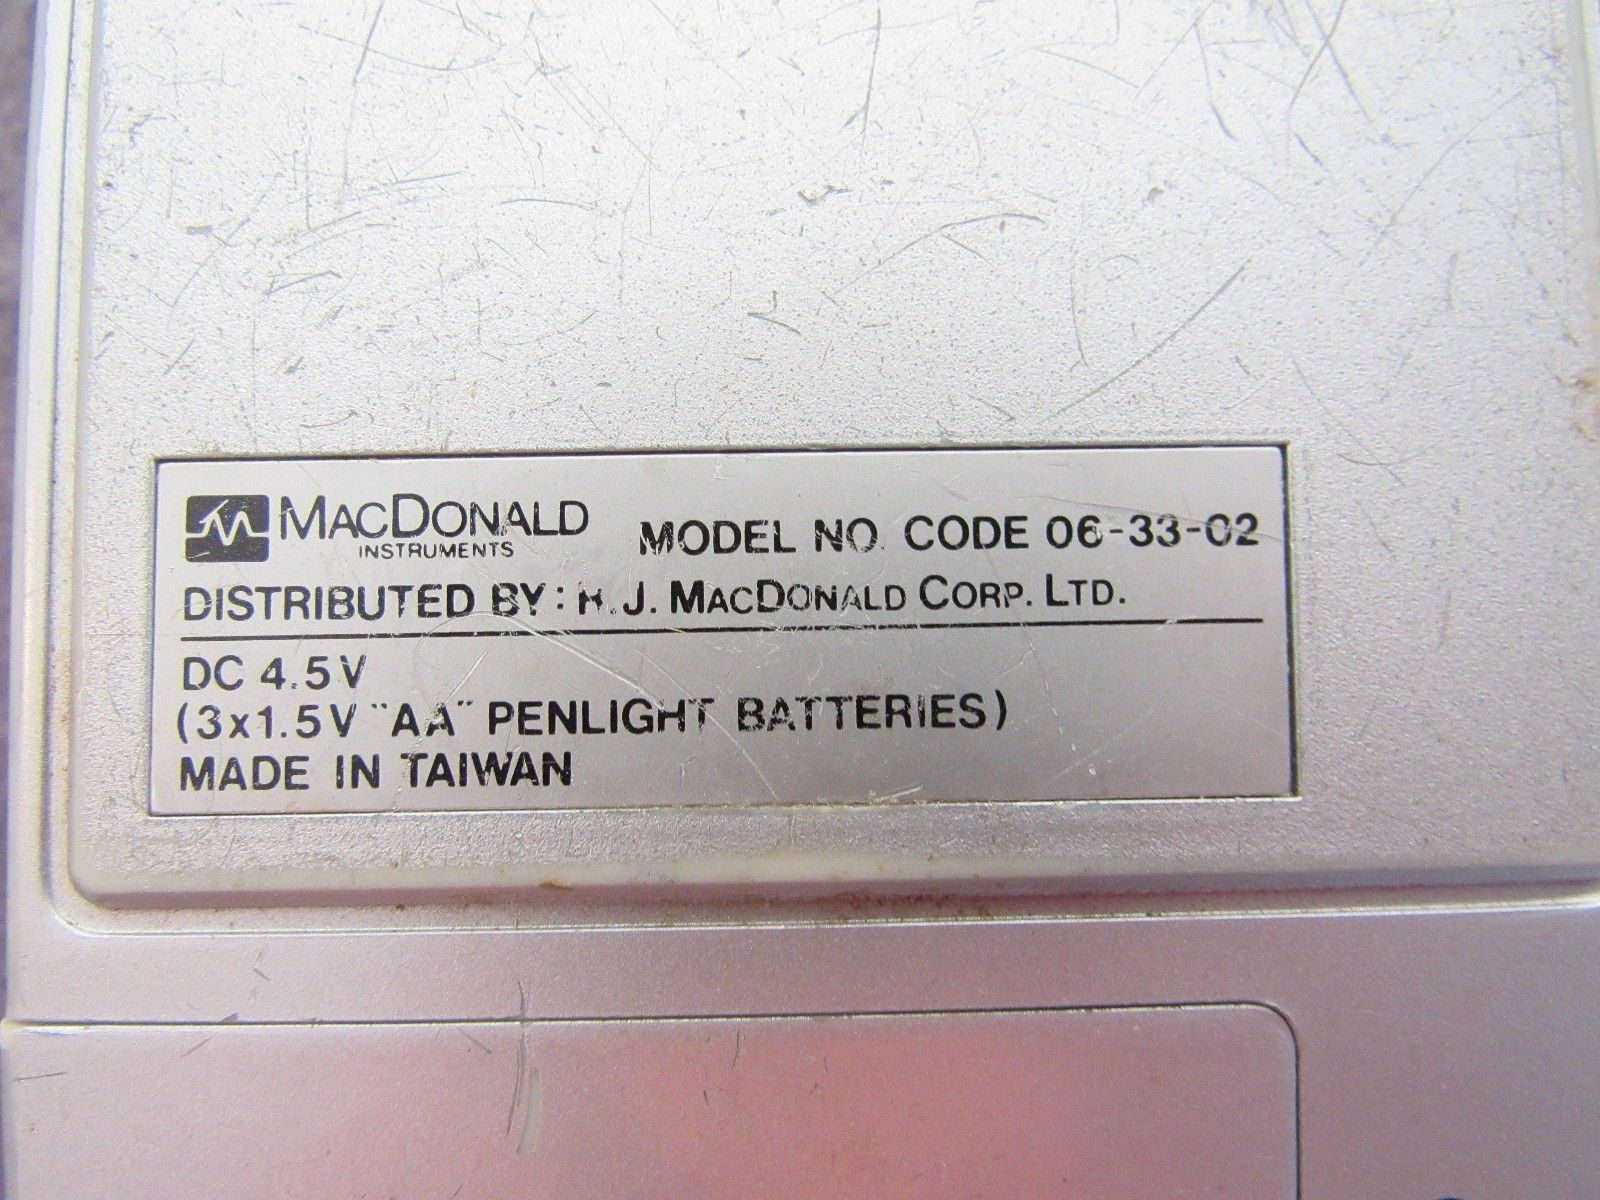 MACDONALD
INSTRUMENTS
MODEL NO. CODE 06-33-02
DISTRIBUTED BY: J. MACDONALD CORP. LTD.
DC 4.5V
(3x1.5V "AA" PENLIGHT BATTERIES)
MADE IN TAIWAN